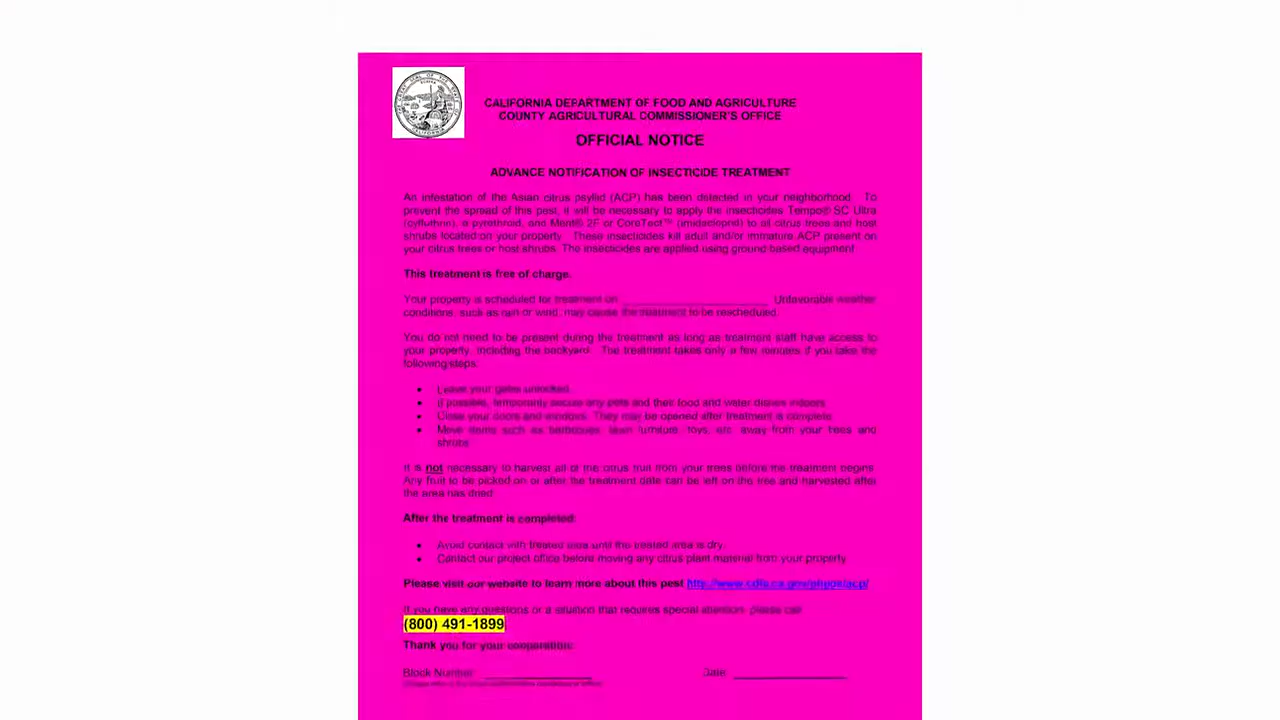 CALIFORNIA DEPARTMENT OF FOOD AND AGRICULTURE
COUNTY AGRICULTURAL COMMISSIONER'S OFFICE
OFFICIAL NOTICE
ADVANCE NOTIFICATION OF INSECTICIDE TREATMENT
An infestation of the Asian citrus psyllid (ACP) has been detected in your neighborhood. To
prevent the spread of this pest, it will be necessary to apply the insecticides Tempo® SC Ultra
(cyfluthrin), a pyrethroid, and Merit® 2F or CoreTect™ (imidacloprid) to all citrus trees and host
shrubs located on your property. These insecticides kill adult and/or immature ACP present on
your citrus trees or host shrubs. The insecticides are applied using ground-based equipment.
This treatment is free of charge.
Your property is scheduled for treatment on ______________________. Unfavorable weather
conditions, such as rain or wind, may cause the treatment to be rescheduled.
You do not need to be present during the treatment as long as treatment staff have access to
your property, including the backyard. The treatment takes only a few minutes if you take the
following steps:
• Leave your gates unlocked.
• If possible, temporarily secure any pets and their food and water dishes indoors.
• Close your doors and windows. They may be opened after treatment is complete.
• Move items such as barbecues, lawn furniture, toys, etc. away from your trees and
shrubs.
It is not necessary to harvest all of the citrus fruit from your trees before the treatment begins.
Any fruit to be picked on or after the treatment date can be left on the tree and harvested after
the area has dried.
After the treatment is completed:
• Avoid contact with treated area until the treated area is dry.
• Contact our project office before moving any citrus plant material from your property.
Please visit our website to learn more about this pest http://www.cdfa.ca.gov/phpps/acp/
If you have any questions or a situation that requires special attention, please call
(800) 491-1899
Thank you for your cooperation.
Block Number: ________________ Date: ________________